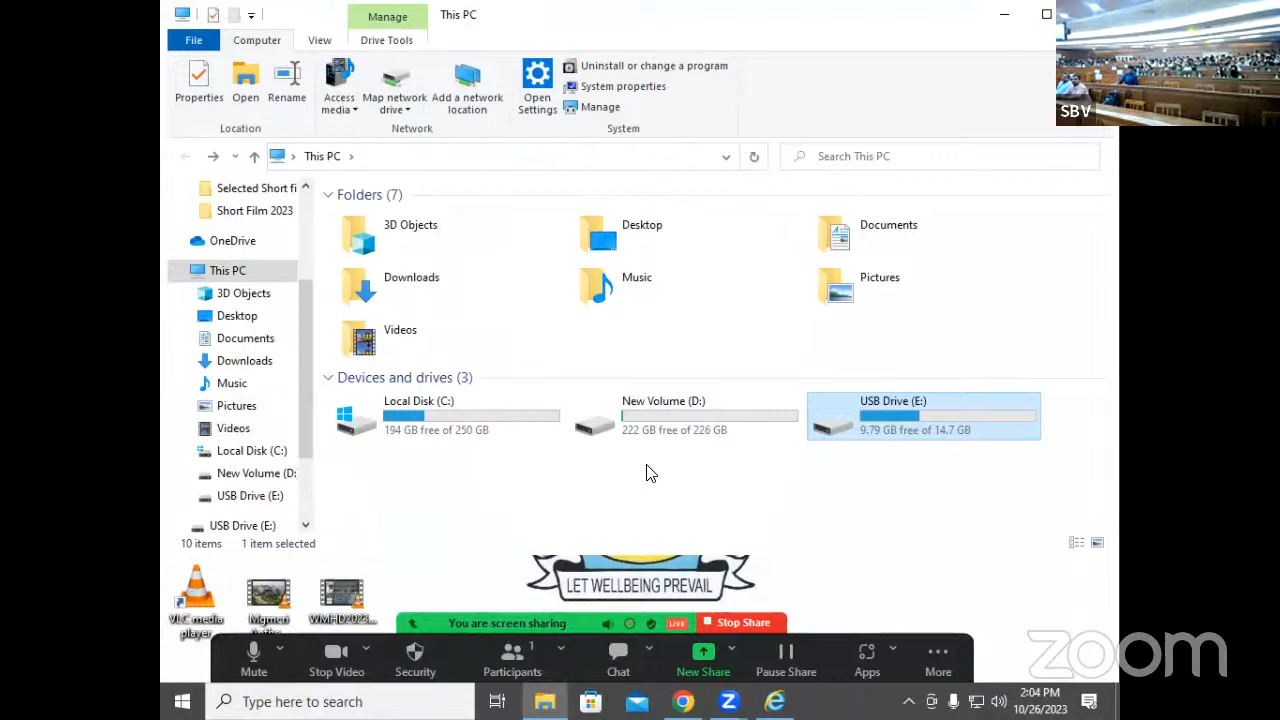 Manage
This PC
File
Computer
View
Drive Tools
Properties
Open
Rename
Access media
Map network drive
Add a network location
Open Settings
Uninstall or change a program
System properties
Manage
Location
Network
System
SBV
This PC
Search This PC
Selected Short fi
Short Film 2023
OneDrive
This PC
3D Objects
Desktop
Documents
Downloads
Music
Pictures
Videos
Local Disk (C:)
New Volume (D:
USB Drive (E:)
USB Drive (E:)
Folders (7)
3D Objects
Desktop
Documents
Downloads
Music
Pictures
Videos
Devices and drives (3)
Local Disk (C:)
194 GB free of 250 GB
New Volume (D:)
222 GB free of 226 GB
USB Drive (E:)
9.79 GB free of 14.7 GB
10 items
1 item selected
LET WELLBEING PREVAIL
VLC media player
Mgmcri
WMHD2023...
You are screen sharing
LIVE
Stop Share
Mute
Stop Video
Security
1
Participants
Chat
New Share
Pause Share
Apps
More
zoom
Type here to search
2:04 PM
10/26/2023